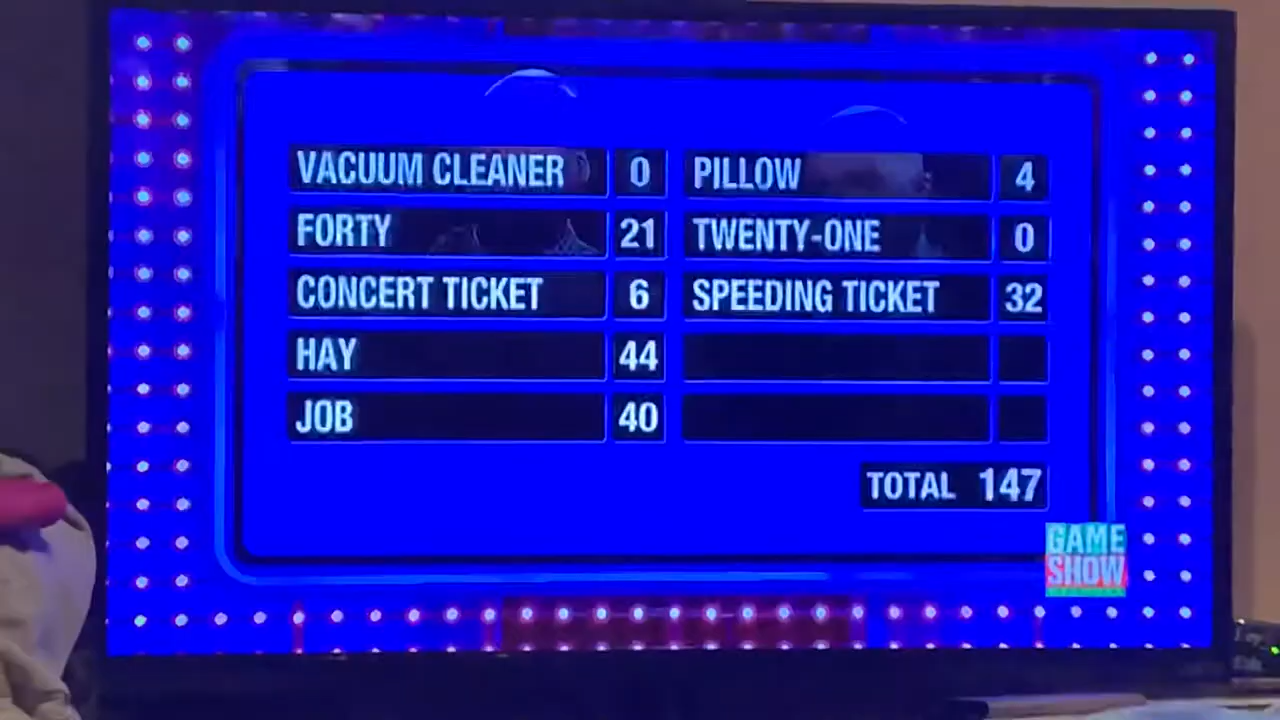 VACUUM CLEANER 0 PILLOW 4
FORTY 21 TWENTY-ONE 0
CONCERT TICKET 6 SPEEDING TICKET 32
HAY 44
JOB 40
TOTAL 147
GAME
SHOW